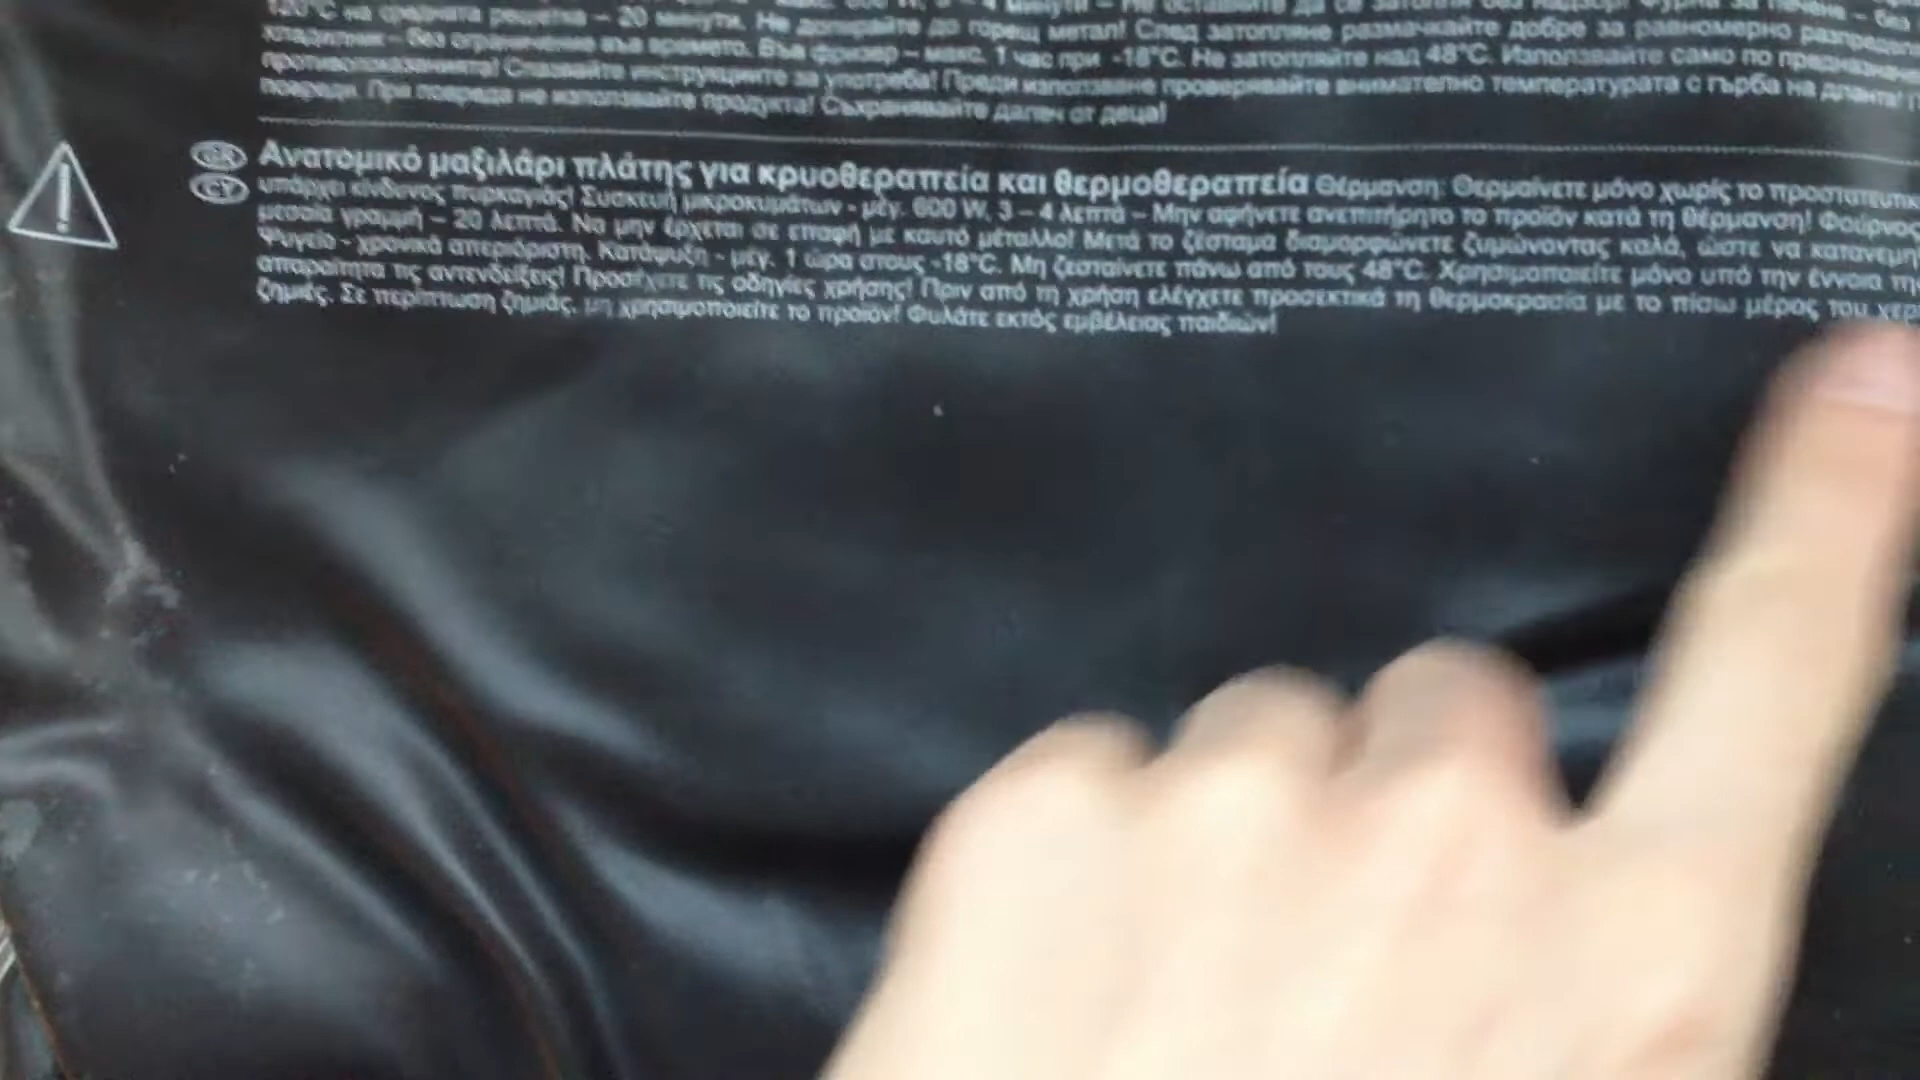 120°C на средната решетка – 20 минути. Не допирайте до горещ метал! След затопляне размачкайте добре за равномерно
хладилник – без ограничение във времето. Във фризер – макс. 1 час при -18°C. Не затопляйте над 48°C. Използвайте само по
противопоказанията! Спазвайте инструкциите за употреба! Преди използване проверявайте внимателно температурата с гърба на дланта!
повреди. При повреда не използвайте продукта! Съхранявайте далеч от деца!
GR Ανατομικό μαξιλάρι πλάτης για κρυοθεραπεία και θερμοθεραπεία Θέρμανση: Θερμαίνετε μόνο χωρίς το
CY υπάρχει κίνδυνος πυρκαγιάς! Συσκευή μικροκυμάτων - μέγ. 600 W, 3 – 4 λεπτά – Μην αφήνετε ανεπιτήρητο το προϊόν κατά τη θέρμανση! Φούρνος
μεσαία γραμμή – 20 λεπτά. Να μην έρχεται σε επαφή με καυτό μέταλλο! Μετά το ζέσταμα διαμορφώνετε ζυμώνοντας καλά, ώστε να
Ψυγείο - χρονικά απεριόριστη. Κατάψυξη - μέγ. 1 ώρα στους -18°C. Μη ζεσταίνετε πάνω από τους 48°C. Χρησιμοποιείτε μόνο υπό την έννοια
απαραίτητα τις αντενδείξεις! Προσέχετε τις οδηγίες χρήσης! Πριν από τη χρήση ελέγχετε προσεκτικά τη θερμοκρασία με το πίσω μέρος του
ζημιές. Σε περίπτωση ζημιάς, μη χρησιμοποιείτε το προϊόν! Φυλάτε εκτός εμβέλειας παιδιών!